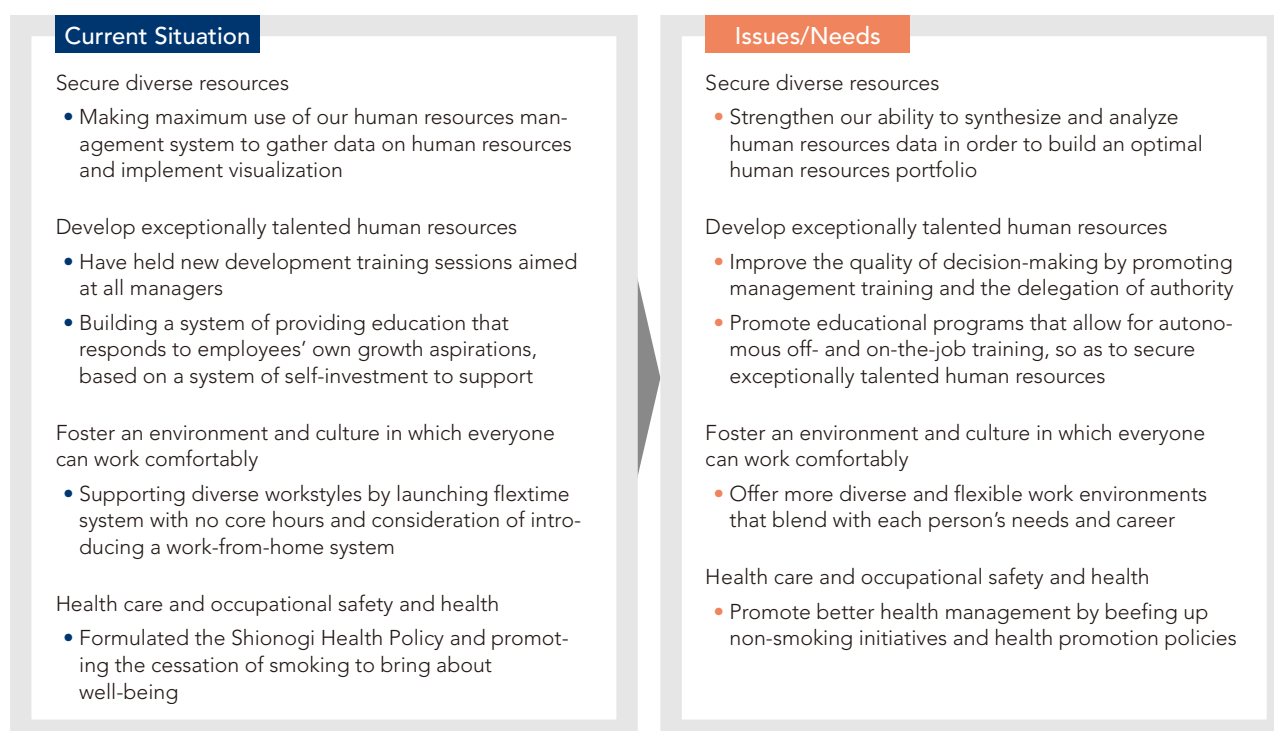 Current Situation
Secure diverse resources
• Making maximum use of our human resources man-
agement system to gather data on human resources
and implement visualization
Develop exceptionally talented human resources
• Have held new development training sessions aimed
at all managers
• Building a system of providing education that
responds to employees’ own growth aspirations,
based on a system of self-investment to support
Foster an environment and culture in which everyone
can work comfortably
• Supporting diverse workstyles by launching flextime
system with no core hours and consideration of intro-
ducing a work-from-home system
Health care and occupational safety and health
• Formulated the Shionogi Health Policy and promot-
ing the cessation of smoking to bring about
well-being
Issues/Needs
Secure diverse resources
• Strengthen our ability to synthesize and analyze
human resources data in order to build an optimal
human resources portfolio
Develop exceptionally talented human resources
• Improve the quality of decision-making by promoting
management training and the delegation of authority
• Promote educational programs that allow for autono-
mous off- and on-the-job training, so as to secure
exceptionally talented human resources
Foster an environment and culture in which everyone
can work comfortably
• Offer more diverse and flexible work environments
that blend with each person’s needs and career
Health care and occupational safety and health
• Promote better health management by beefing up
non-smoking initiatives and health promotion policies